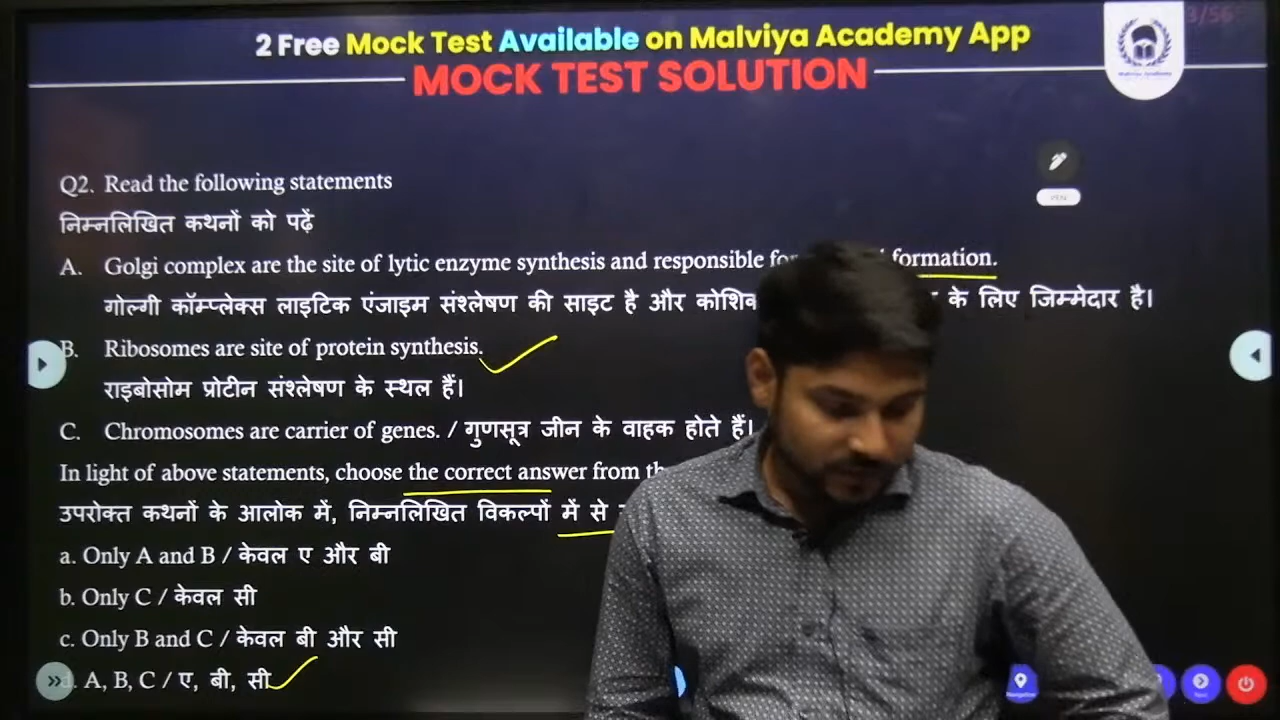 3/56
2 Free Mock Test Available on Malviya Academy App
MOCK TEST SOLUTION
Malviya Academy
Q2. Read the following statements
निम्नलिखित कथनों को पढ़ें
A. Golgi complex are the site of lytic enzyme synthesis and responsible formation.
गोल्गी कॉम्प्लेक्स लाइटिक एंजाइम संश्लेषण की साइट है और के लिए जिम्मेदार है।
B. Ribosomes are site of protein synthesis.
राइबोसोम प्रोटीन संश्लेषण के स्थल हैं।
C. Chromosomes are carrier of genes. / गुणसूत्र जीन के वाहक होते हैं।
In light of above statements, choose the correct answer from
उपरोक्त कथनों के आलोक में, निम्नलिखित विकल्पों में से
a. Only A and B / केवल ए और बी
b. Only C / केवल सी
c. Only B and C / केवल बी और सी
A, B, C / ए, बी, सी